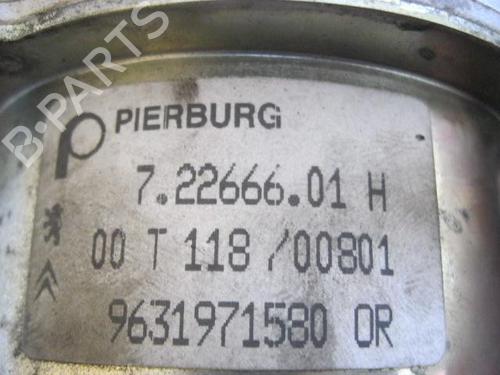 B-PARTS
PIERBURG
7.22666.01 H
00 T 118 /00801
9631971580 OR